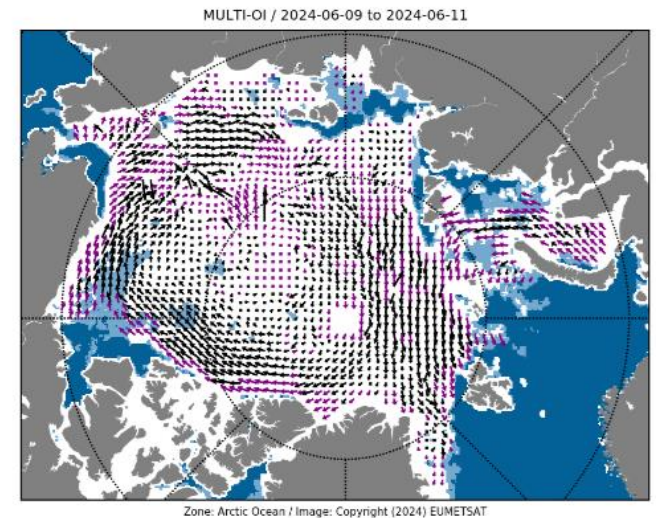 MULTI-OI / 2024-06-09 to 2024-06-11
Zone: Arctic Ocean / Image: Copyright (2024) EUMETSAT